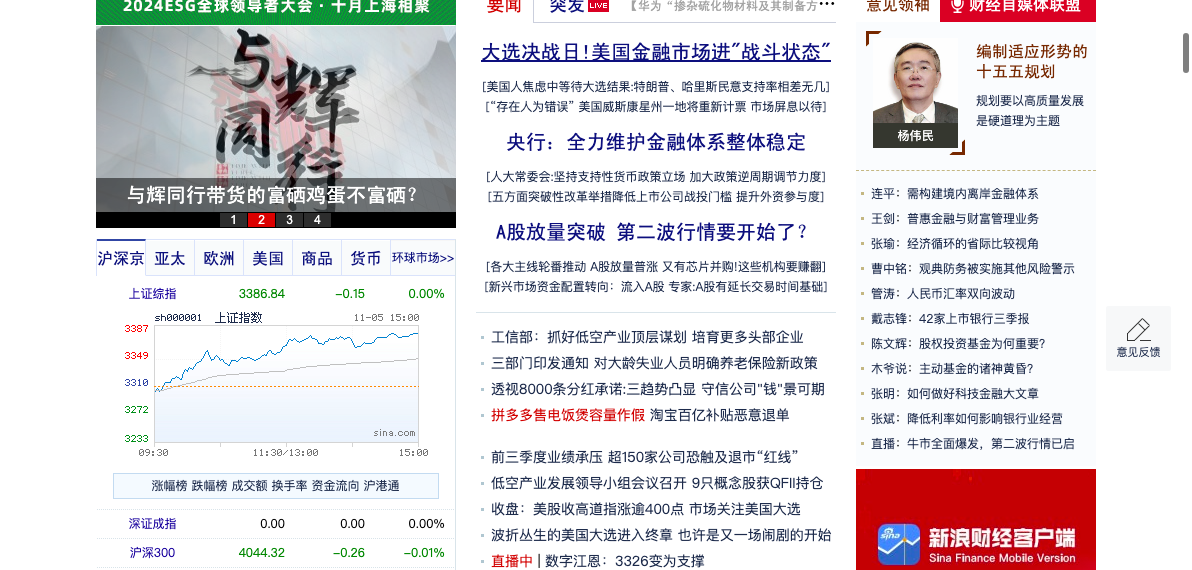 2024ESG全球领导者大会·十月上海相聚
与辉同行
与辉同行带货的富硒鸡蛋不富硒？
1 2 3 4
沪深京 亚太 欧洲 美国 商品 货币 环球市场>>
上证综指 3386.84 -0.15 0.00%
sh000001 上证指数 11-05 15:00
3387
3349
3310
3272
3233
sina.com
09:30 11:30/13:00 15:00
涨幅榜 跌幅榜 成交额 换手率 资金流向 沪港通
深证成指 0.00 0.00 0.00%
沪深300 4044.32 -0.26 -0.01%
要闻 突发 LIVE 【华为 “掺杂硫化物材料及其制备方 ···
大选决战日!美国金融市场进"战斗状态"
[美国人焦虑中等待大选结果:特朗普、哈里斯民意支持率相差无几]
[“存在人为错误” 美国威斯康星州一地将重新计票 市场屏息以待]
央行：全力维护金融体系整体稳定
[人大常委会:坚持支持性货币政策立场 加大政策逆周期调节力度]
[五方面突破性改革举措降低上市公司战投门槛 提升外资参与度]
A股放量突破 第二波行情要开始了？
[各大主线轮番推动 A股放量普涨 又有芯片并购!这些机构要赚翻]
[新兴市场资金配置转向：流入A股 专家:A股有延长交易时间基础]
工信部：抓好低空产业顶层谋划 培育更多头部企业
三部门印发通知 对大龄失业人员明确养老保险新政策
透视8000条分红承诺:三趋势凸显 守信公司"钱"景可期
拼多多售电饭煲容量作假 淘宝百亿补贴恶意退单
前三季度业绩承压 超150家公司恐触及退市“红线”
低空产业发展领导小组会议召开 9只概念股获QFII持仓
收盘：美股收高道指涨逾400点 市场关注美国大选
波折丛生的美国大选进入终章 也许是又一场闹剧的开始
直播中 | 数字江恩：3326变为支撑
意见领袖 财经自媒体联盟
编制适应形势的
十五五规划
规划要以高质量发展
是硬道理为主题
杨伟民
连平：需构建境内离岸金融体系
王剑：普惠金融与财富管理业务
张瑜：经济循环的省际比较视角
曹中铭：观典防务被实施其他风险警示
管涛：人民币汇率双向波动
戴志锋：42家上市银行三季报
陈文辉：股权投资基金为何重要？
木爷说：主动基金的诸神黄昏？
张明：如何做好科技金融大文章
张斌：降低利率如何影响银行业经营
直播：牛市全面爆发，第二波行情已启
sina
新浪财经客户端
Sina Finance Mobile Version
意见反馈